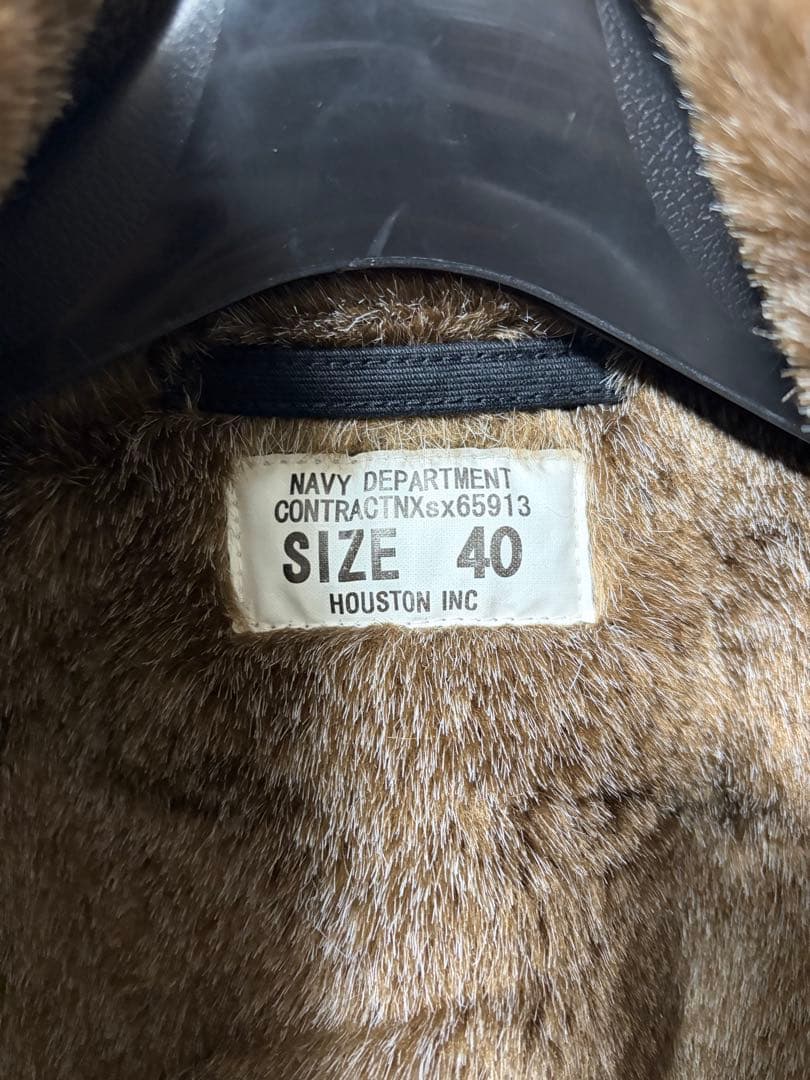 NAVY DEPARTMENT
CONTRACTNXsx65913
SIZE 40
HOUSTON INC